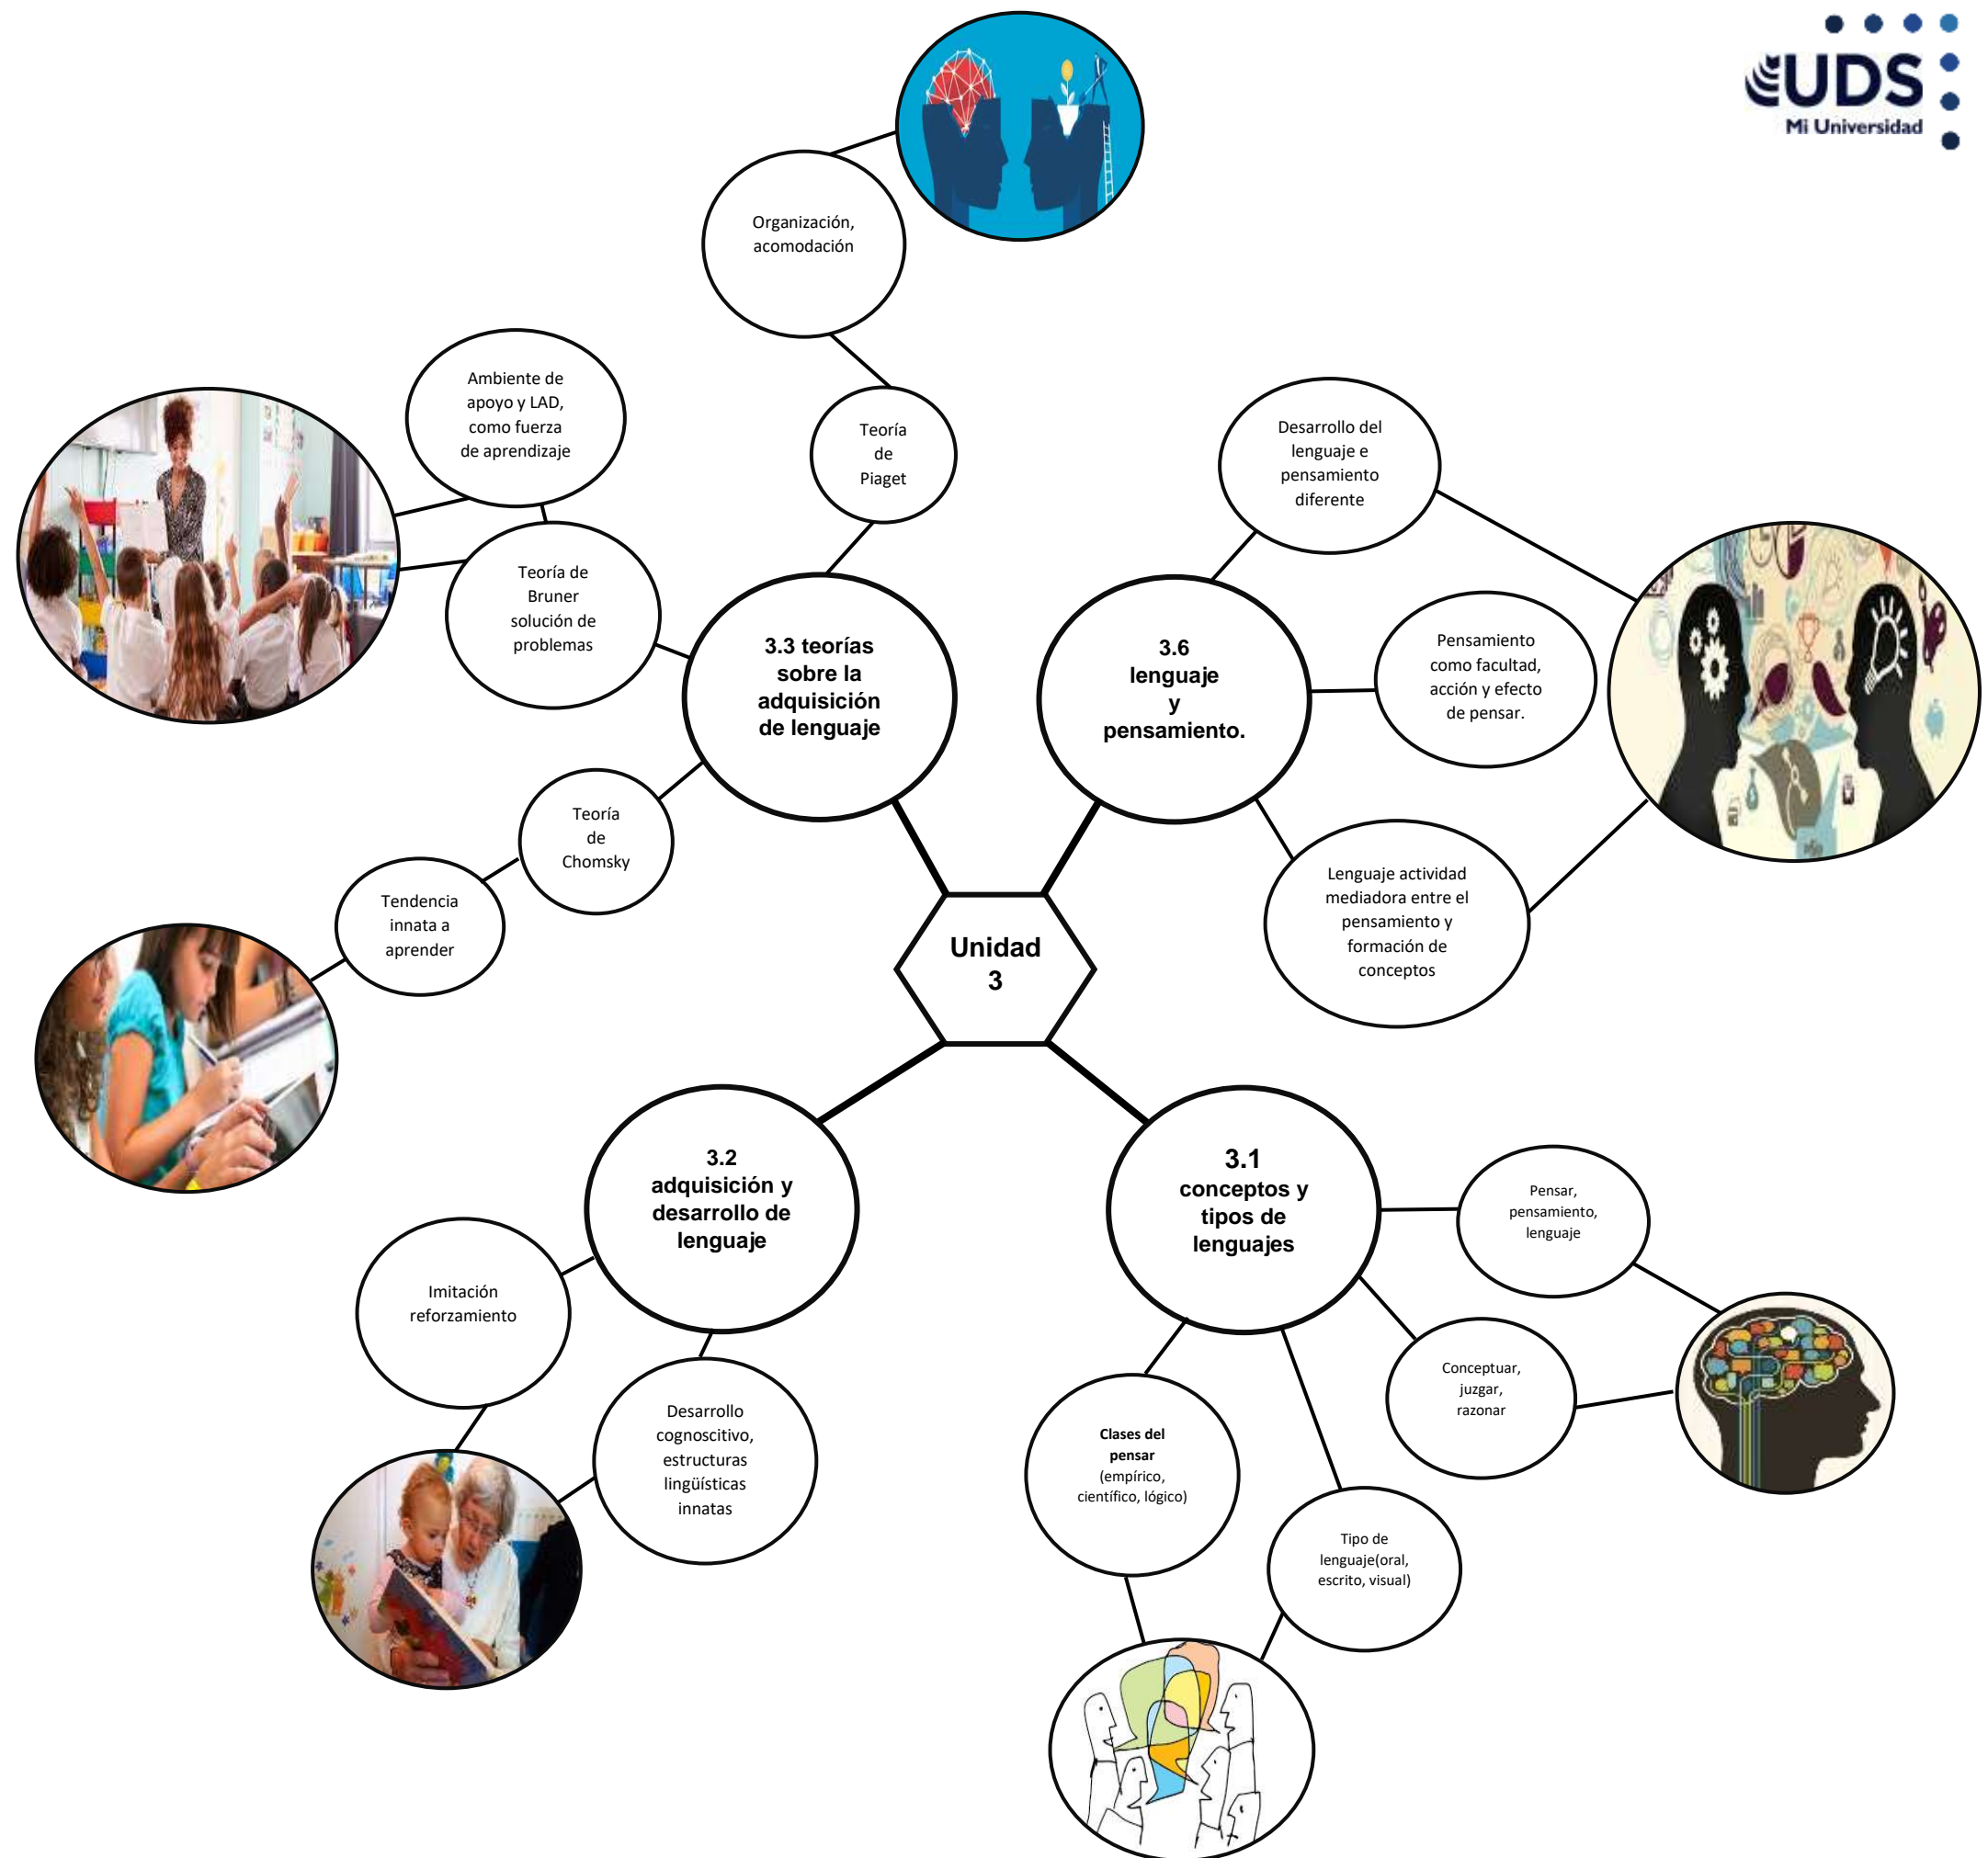 UDS
Mi Universidad
Organización,
acomodación
Teoría
de
Piaget
Ambiente de
apoyo y LAD,
como fuerza
de aprendizaje
Teoría de
Bruner
solución de
problemas
3.3 teorías
sobre la
adquisición
de lenguaje
Teoría
de
Chomsky
Tendencia
innata a
aprender
Desarrollo del
lenguaje e
pensamiento
diferente
3.6
lenguaje
y
pensamiento.
Pensamiento
como facultad,
acción y efecto
de pensar.
Lenguaje actividad
mediadora entre el
pensamiento y
formación de
conceptos
Unidad
3
3.2
adquisición y
desarrollo de
lenguaje
Imitación
reforzamiento
Desarrollo
cognoscitivo,
estructuras
lingüísticas
innatas
3.1
conceptos y
tipos de
lenguajes
Pensar,
pensamiento,
lenguaje
Conceptuar,
juzgar,
razonar
Clases del
pensar
(empírico,
científico, lógico)
Tipo de
lenguaje(oral,
escrito, visual)